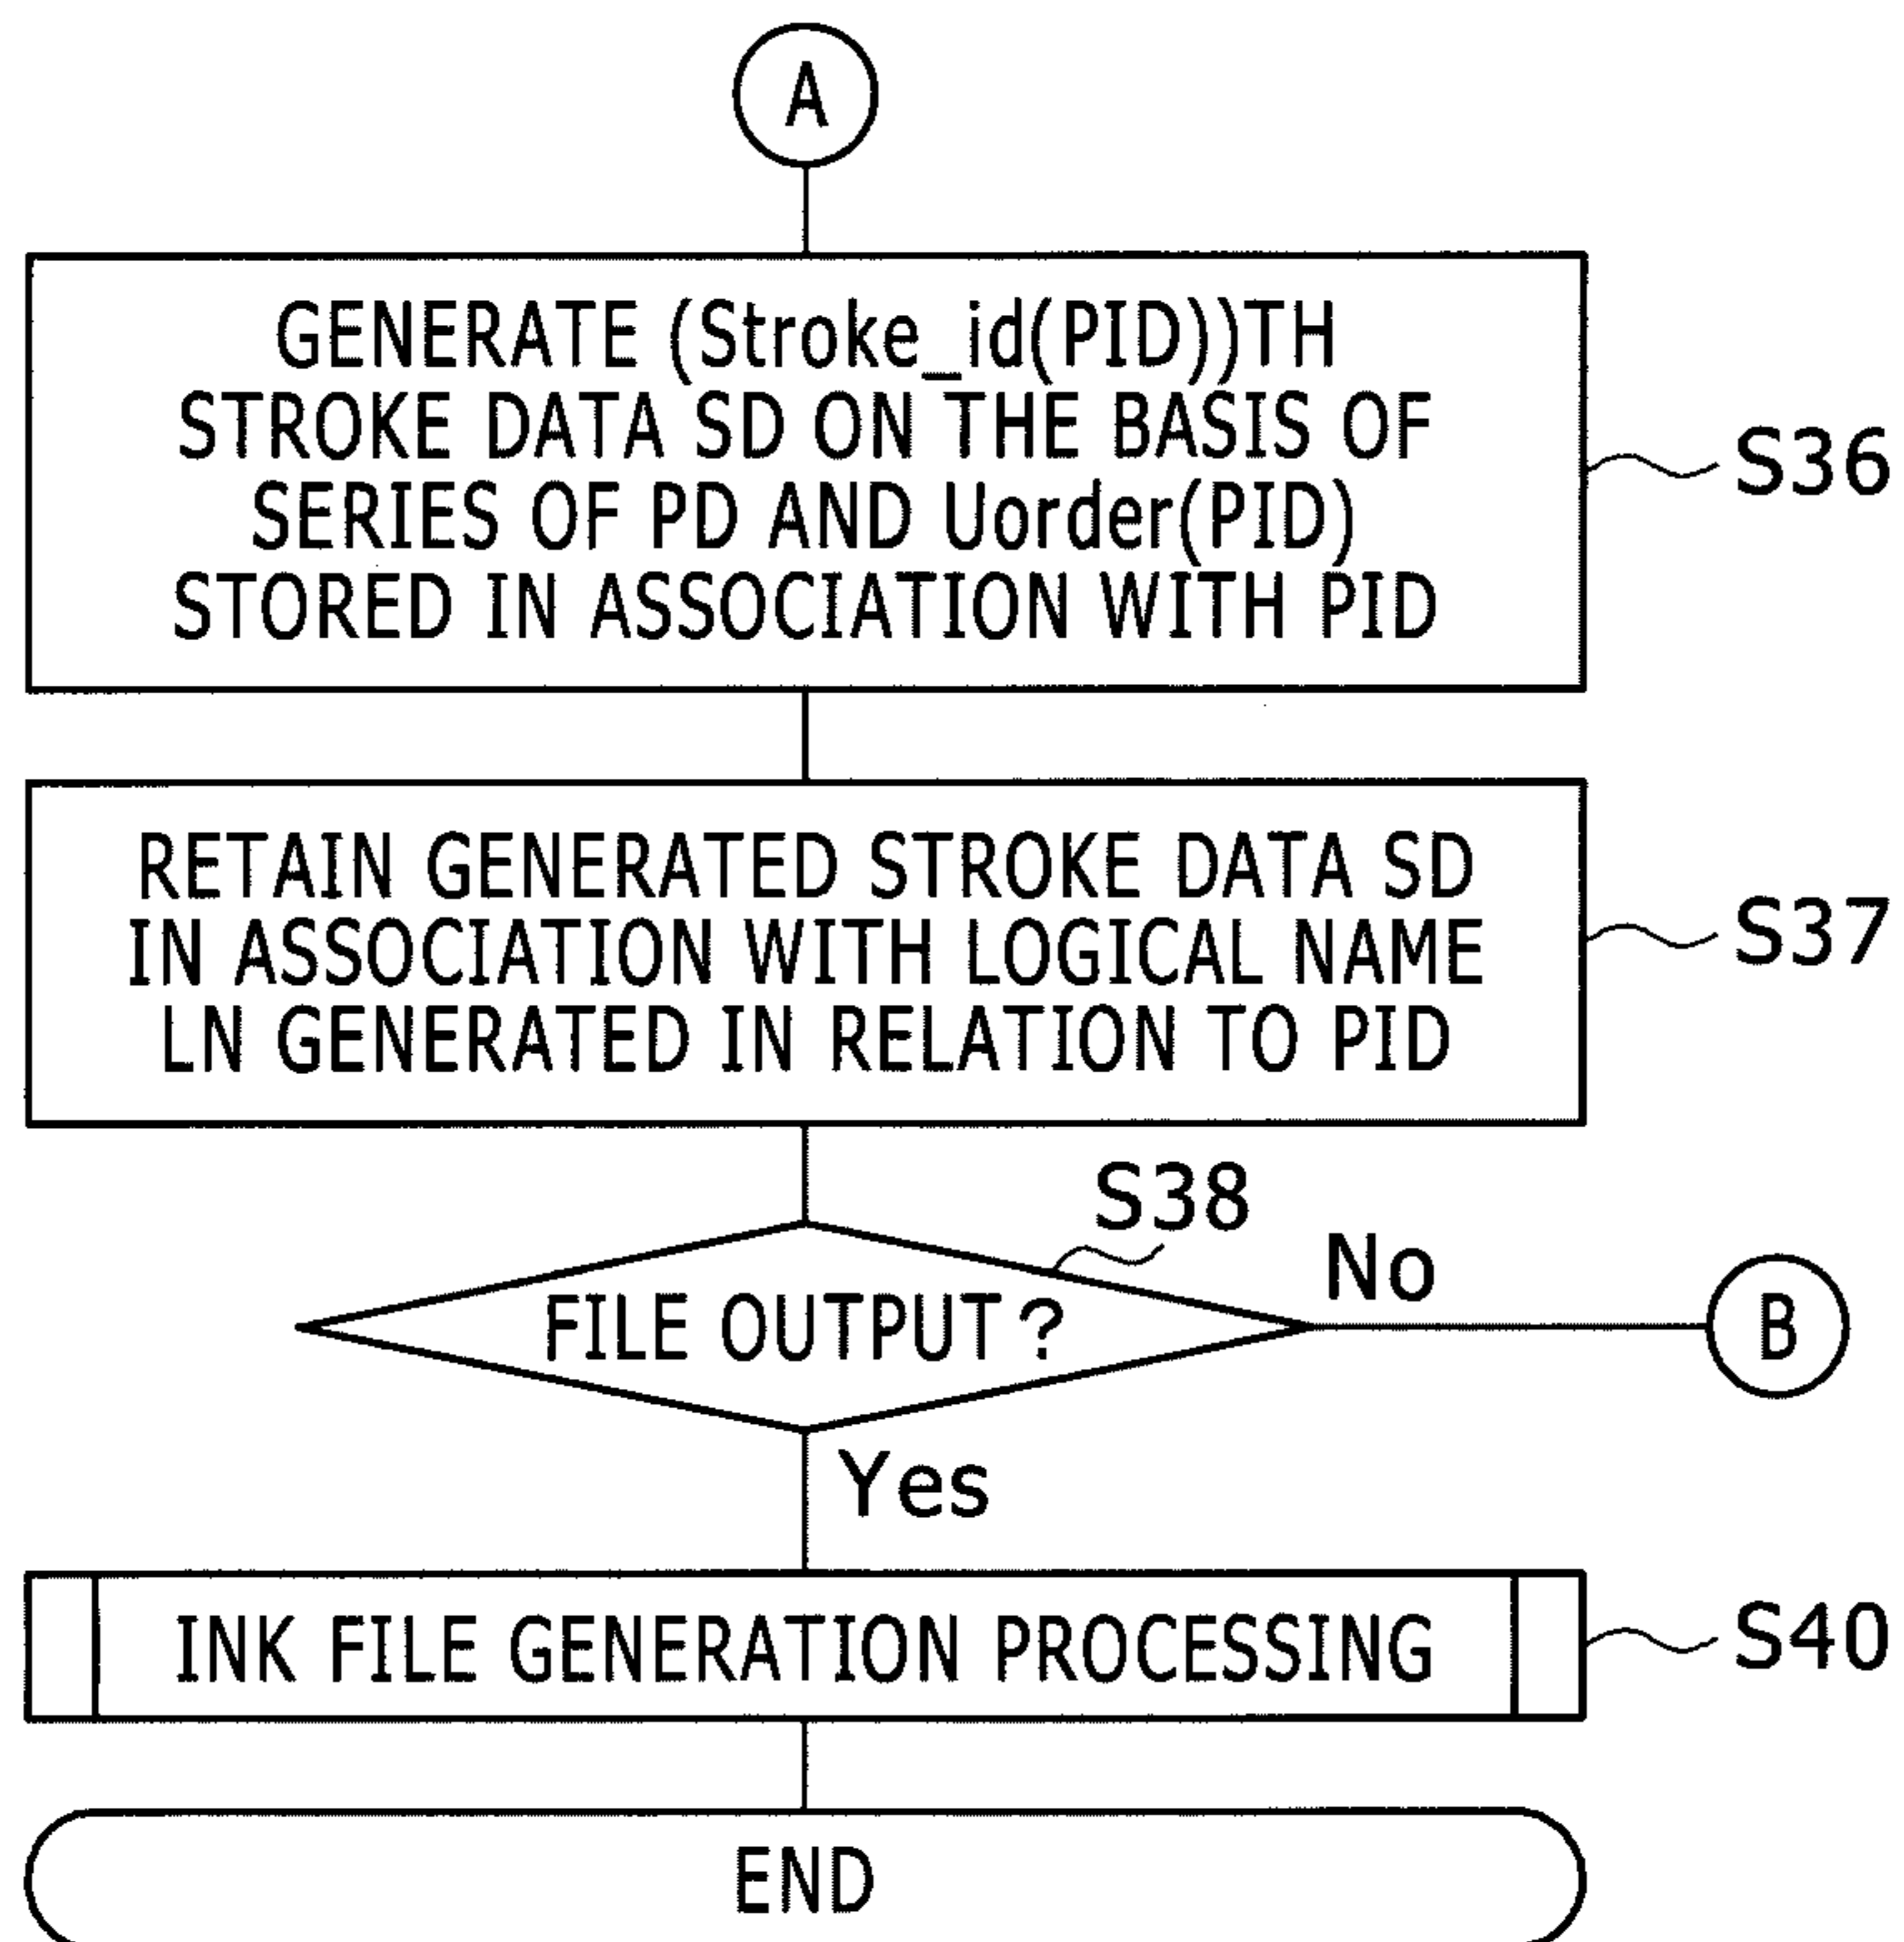 A
GENERATE (Stroke_id(PID))TH
STROKE DATA SD ON THE BASIS OF
SERIES OF PD AND Uorder(PID)
STORED IN ASSOCIATION WITH PID
S36
RETAIN GENERATED STROKE DATA SD
IN ASSOCIATION WITH LOGICAL NAME
LN GENERATED IN RELATION TO PID
S37
S38
FILE OUTPUT?
No
B
Yes
INK FILE GENERATION PROCESSING
S40
END